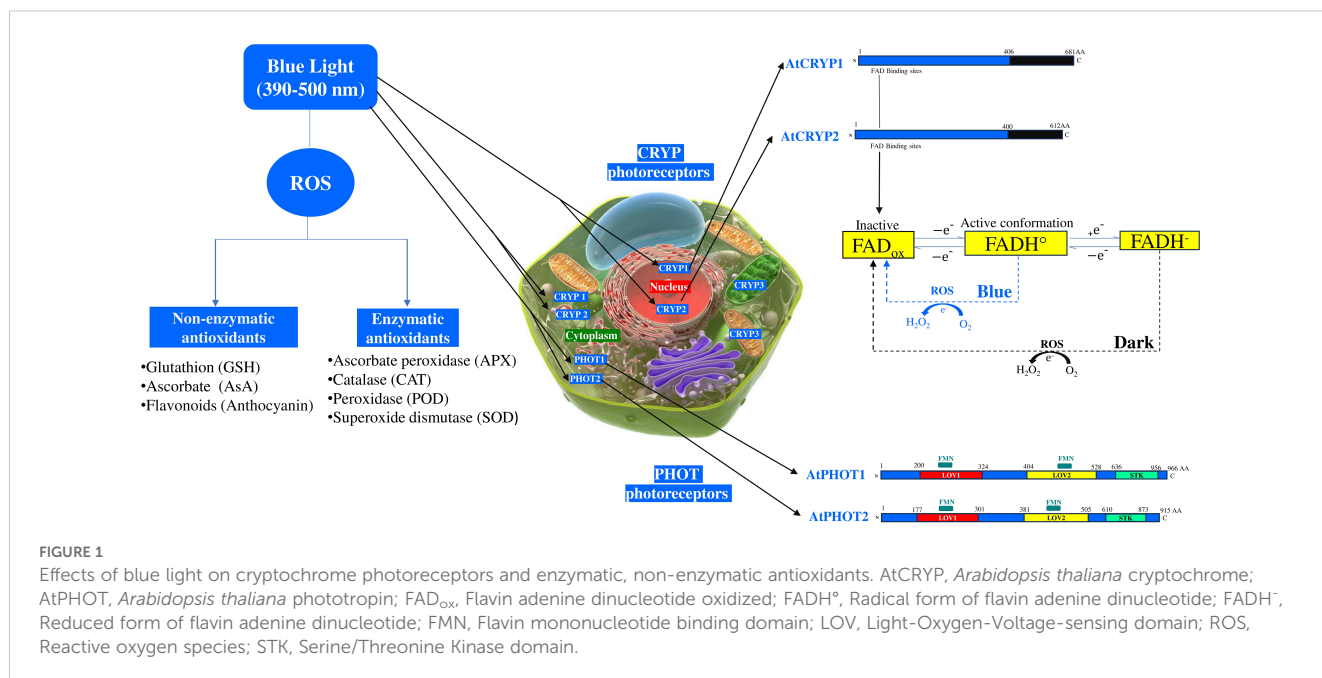 Blue Light
(390-500 nm)
ROS
Non-enzymatic
antioxidants
•Glutathion (GSH)
•Ascorbate (AsA)
•Flavonoids (Anthocyanin)
Enzymatic
antioxidants
•Ascorbate peroxidase (APX)
•Catalase (CAT)
•Peroxidase (POD)
•Superoxide dismutase (SOD)
CRYP
photoreceptors
CRYP1
Nucleus
CRYP2
CRYP 1
CRYP 2
CRYP3
CRYP3
Cytoplasm
PHOT1
PHOT2
PHOT
photoreceptors
AtCRYP1
1 406 681AA
N C
FAD Binding sites
AtCRYP2
1 400 612AA
N C
FAD Binding sites
Inactive
FADox
−e-
−e-
Active conformation
FADH°
+e-
−e-
FADH-
ROS
Blue
H2O2 e- O2
ROS
Dark
H2O2 e- O2
AtPHOT1
FMN FMN
1 200 324 404 528 636 956 966 AA
N LOV1 LOV2 STK C
AtPHOT2
FMN FMN
1 177 301 381 505 610 873 915 AA
N LOV1 LOV2 STK C
FIGURE 1
Effects of blue light on cryptochrome photoreceptors and enzymatic, non-enzymatic antioxidants. AtCRYP, Arabidopsis thaliana cryptochrome;
AtPHOT, Arabidopsis thaliana phototropin; FADox, Flavin adenine dinucleotide oxidized; FADH°, Radical form of flavin adenine dinucleotide; FADH-,
Reduced form of flavin adenine dinucleotide; FMN, Flavin mononucleotide binding domain; LOV, Light-Oxygen-Voltage-sensing domain; ROS,
Reactive oxygen species; STK, Serine/Threonine Kinase domain.